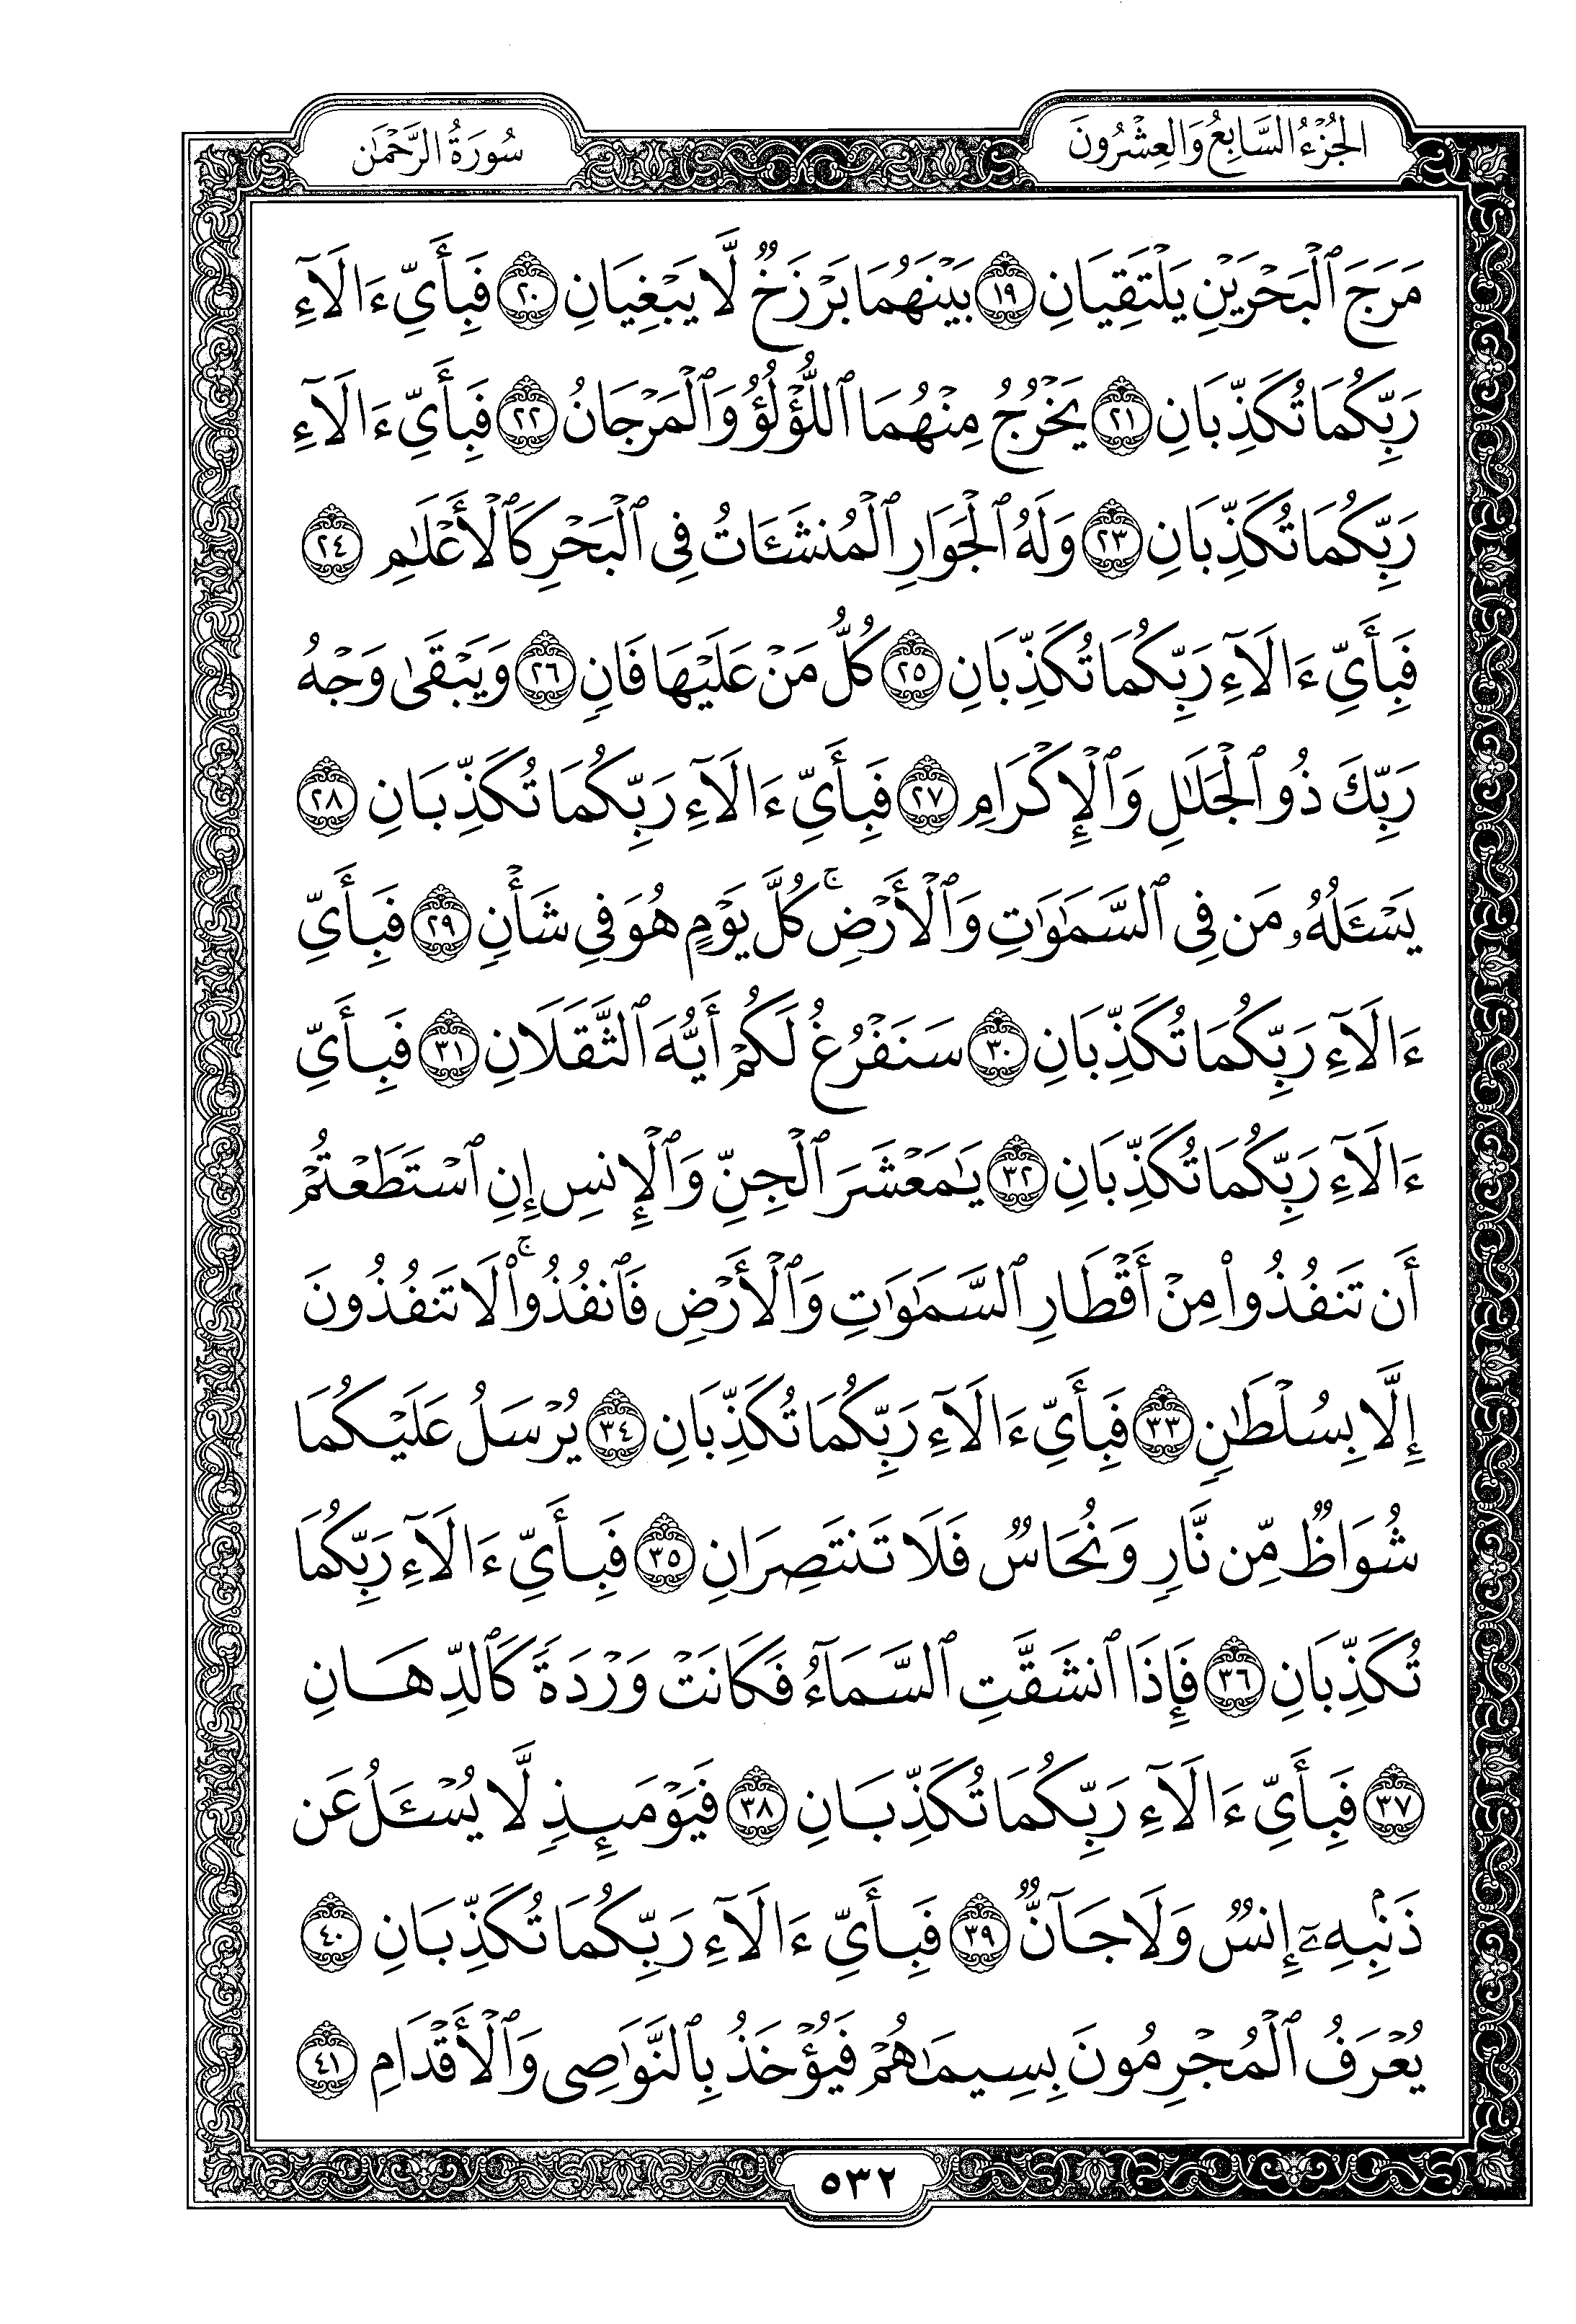 الجُزْءُ السَّابِعُ وَالعِشْرُونَ
سُورَةُ الرَّحْمَٰن
مَرَجَ ٱلْبَحْرَيْنِ يَلْتَقِيَانِ ١٩ بَيْنَهُمَا بَرْزَخٌ لَّا يَبْغِيَانِ ٢٠ فَبِأَيِّ ءَالَآءِ
رَبِّكُمَا تُكَذِّبَانِ ٢١ يَخْرُجُ مِنْهُمَا ٱللُّؤْلُؤُ وَٱلْمَرْجَانُ ٢٢ فَبِأَيِّ ءَالَآءِ
رَبِّكُمَا تُكَذِّبَانِ ٢٣ وَلَهُ ٱلْجَوَارِ ٱلْمُنشَـَٔاتُ فِى ٱلْبَحْرِ كَٱلْأَعْلَٰمِ ٢٤
فَبِأَيِّ ءَالَآءِ رَبِّكُمَا تُكَذِّبَانِ ٢٥ كُلُّ مَنْ عَلَيْهَا فَانٍ ٢٦ وَيَبْقَىٰ وَجْهُ
رَبِّكَ ذُو ٱلْجَلَٰلِ وَٱلْإِكْرَامِ ٢٧ فَبِأَيِّ ءَالَآءِ رَبِّكُمَا تُكَذِّبَانِ ٢٨
يَسْـَٔلُهُۥ مَن فِى ٱلسَّمَٰوَٰتِ وَٱلْأَرْضِ ۚ كُلَّ يَوْمٍ هُوَ فِى شَأْنٍ ٢٩ فَبِأَيِّ
ءَالَآءِ رَبِّكُمَا تُكَذِّبَانِ ٣٠ سَنَفْرُغُ لَكُمْ أَيُّهَ ٱلثَّقَلَانِ ٣١ فَبِأَيِّ
ءَالَآءِ رَبِّكُمَا تُكَذِّبَانِ ٣٢ يَٰمَعْشَرَ ٱلْجِنِّ وَٱلْإِنسِ إِنِ ٱسْتَطَعْتُمْ
أَن تَنفُذُوا۟ مِنْ أَقْطَارِ ٱلسَّمَٰوَٰتِ وَٱلْأَرْضِ فَٱنفُذُوا۟ ۚ لَا تَنفُذُونَ
إِلَّا بِسُلْطَٰنٍ ٣٣ فَبِأَيِّ ءَالَآءِ رَبِّكُمَا تُكَذِّبَانِ ٣٤ يُرْسَلُ عَلَيْكُمَا
شُوَاظٌ مِّن نَّارٍ وَنُحَاسٌ فَلَا تَنتَصِرَانِ ٣٥ فَبِأَيِّ ءَالَآءِ رَبِّكُمَا
تُكَذِّبَانِ ٣٦ فَإِذَا ٱنشَقَّتِ ٱلسَّمَآءُ فَكَانَتْ وَرْدَةً كَٱلدِّهَانِ
٣٧ فَبِأَيِّ ءَالَآءِ رَبِّكُمَا تُكَذِّبَانِ ٣٨ فَيَوْمَئِذٍ لَّا يُسْـَٔلُ عَن
ذَنۢبِهِۦٓ إِنسٌ وَلَا جَآنٌّ ٣٩ فَبِأَيِّ ءَالَآءِ رَبِّكُمَا تُكَذِّبَانِ ٤٠
يُعْرَفُ ٱلْمُجْرِمُونَ بِسِيمَٰهُمْ فَيُؤْخَذُ بِٱلنَّوَٰصِى وَٱلْأَقْدَامِ ٤١
٥٣٢